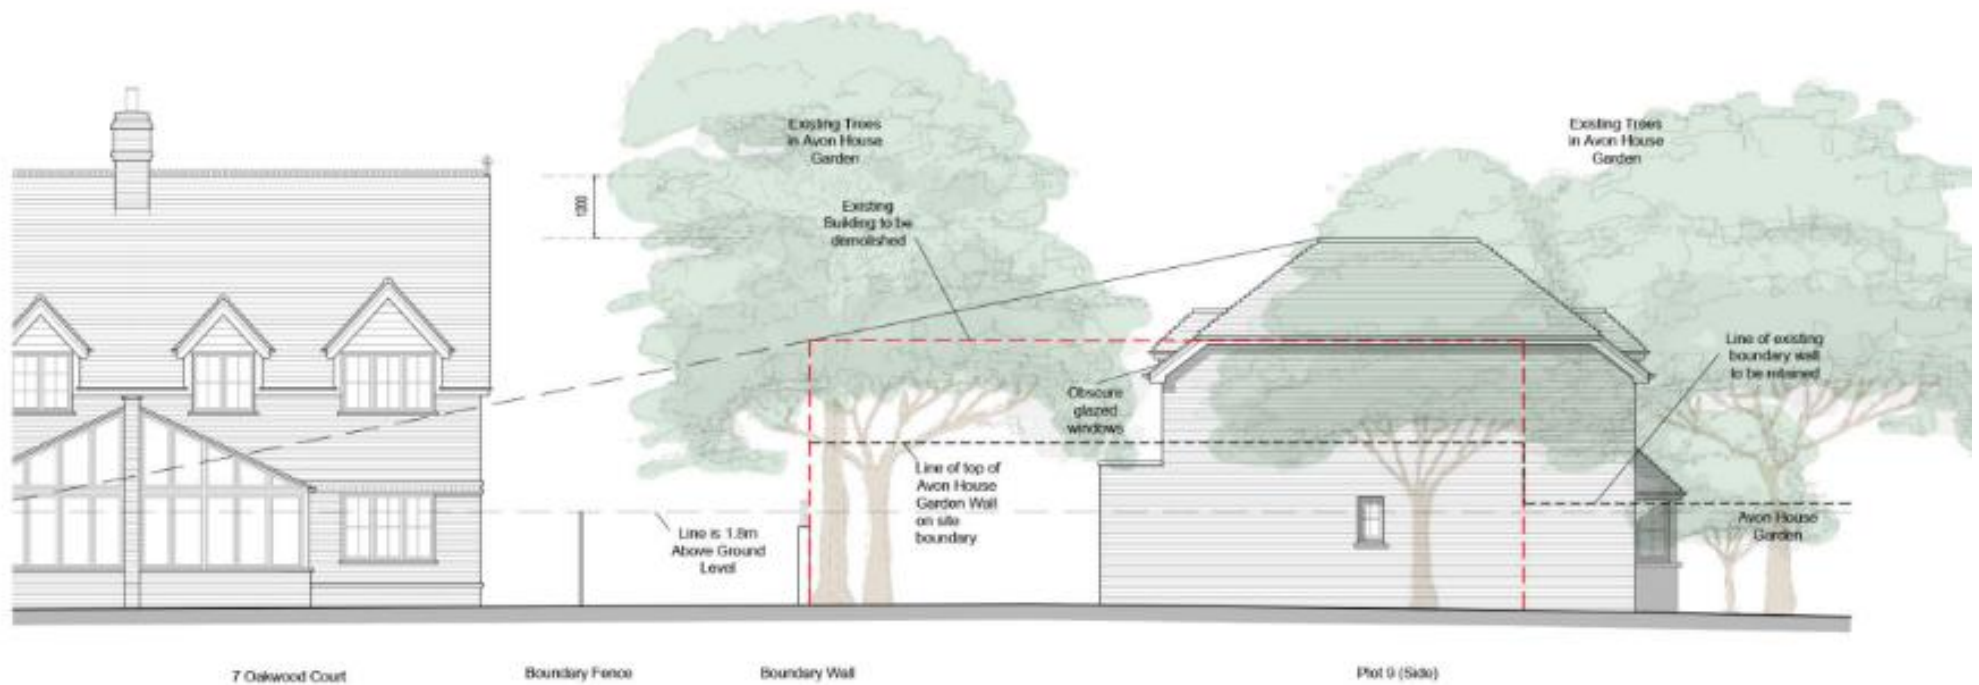 Existing Trees
in Avon House
Garden
Existing Trees
in Avon House
Garden
1200
Existing
Building to be
demolished
Line of existing
boundary wall
to be retained
Obscure
glazed
windows
Line of top of
Avon House
Garden Wall
on site
boundary
Line is 1.8m
Above Ground
Level
Avon House
Garden
7 Oakwood Court
Boundary Fence
Boundary Wall
Plot 9 (Side)